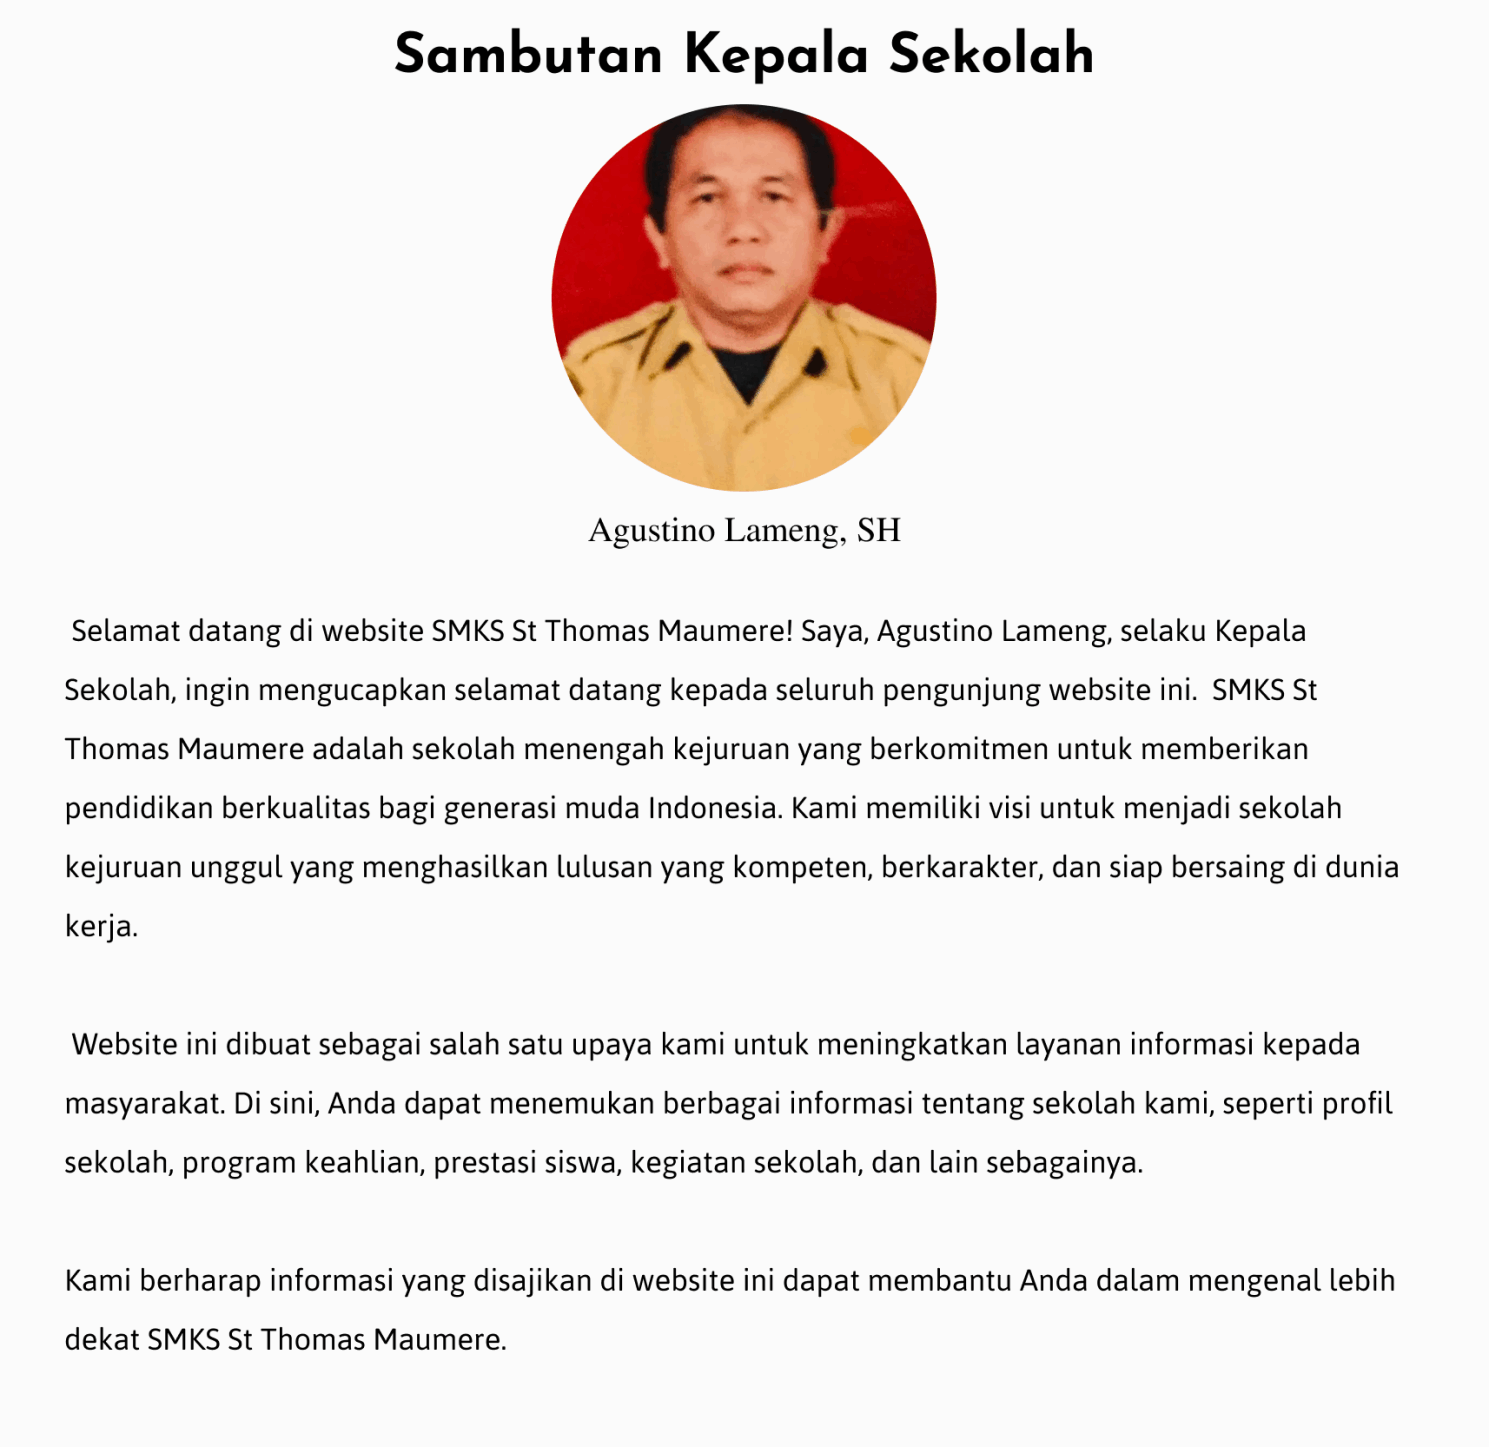 Sambutan Kepala Sekolah
Agustino Lameng, SH
Selamat datang di website SMKS St Thomas Maumere! Saya, Agustino Lameng, selaku Kepala
Sekolah, ingin mengucapkan selamat datang kepada seluruh pengunjung website ini.  SMKS St
Thomas Maumere adalah sekolah menengah kejuruan yang berkomitmen untuk memberikan
pendidikan berkualitas bagi generasi muda Indonesia. Kami memiliki visi untuk menjadi sekolah
kejuruan unggul yang menghasilkan lulusan yang kompeten, berkarakter, dan siap bersaing di dunia
kerja.
Website ini dibuat sebagai salah satu upaya kami untuk meningkatkan layanan informasi kepada
masyarakat. Di sini, Anda dapat menemukan berbagai informasi tentang sekolah kami, seperti profil
sekolah, program keahlian, prestasi siswa, kegiatan sekolah, dan lain sebagainya.
Kami berharap informasi yang disajikan di website ini dapat membantu Anda dalam mengenal lebih
dekat SMKS St Thomas Maumere.